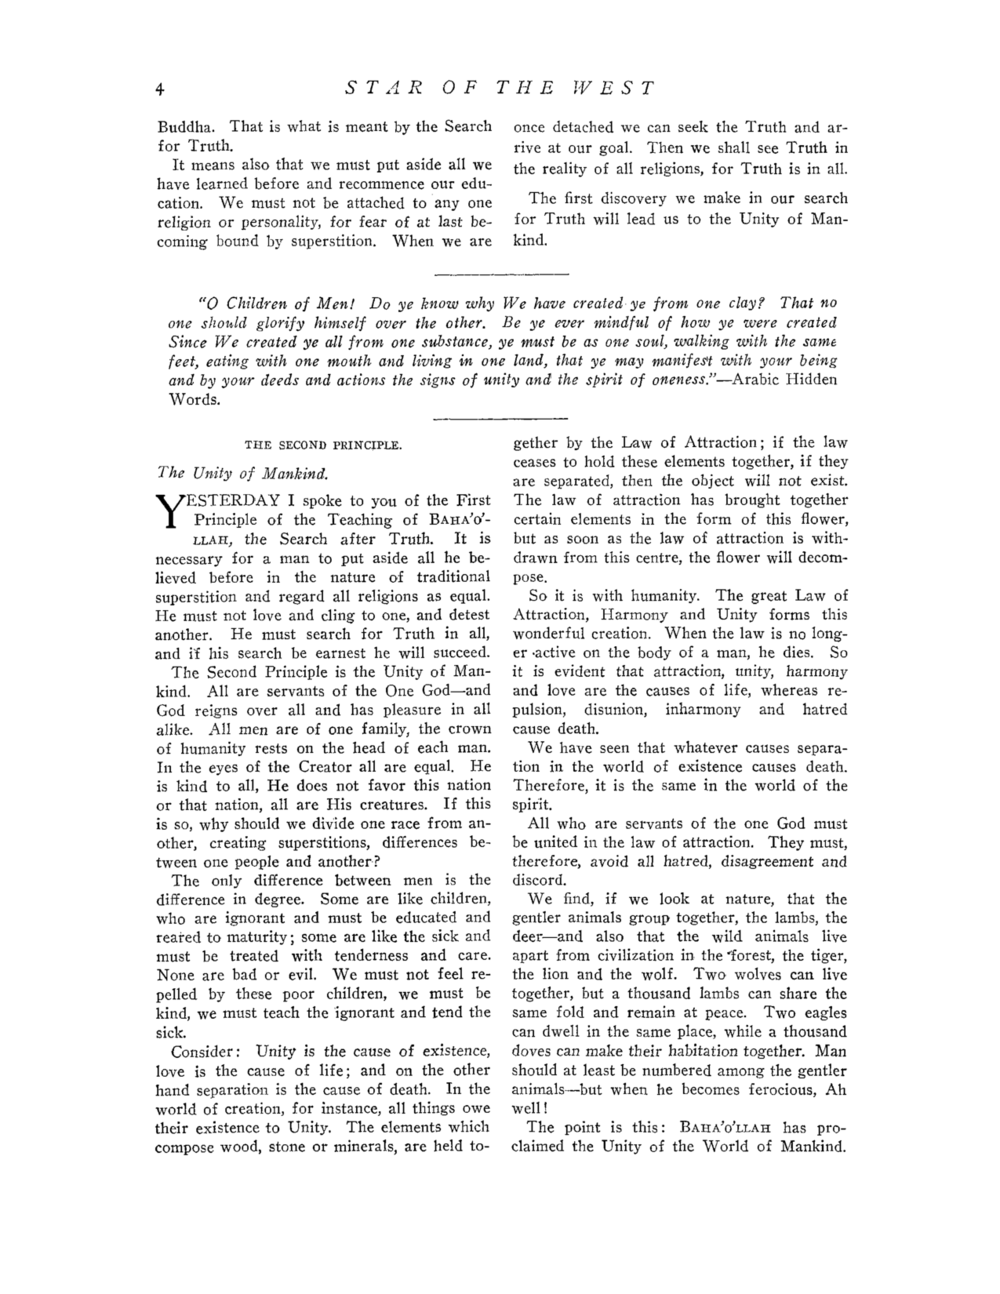 4 STAR OF THE WEST
Buddha. That is what is meant by the Search
for Truth.
It means also that we must put aside all we
have learned before and recommence our edu-
cation. We must not be attached to any one
religion or personality, for fear of at last be-
coming bound by superstition. When we are
once detached we can seek the Truth and ar-
rive at our goal. Then we shall see Truth in
the reality of all religions, for Truth is in all.
The first discovery we make in our search
for Truth will lead us to the Unity of Man-
kind.
"O Children of Men! Do ye know why We have created ye from one clay? That no
one should glorify himself over the other. Be ye ever mindful of how ye were created
Since We created ye all from one substance, ye must be as one soul, walking with the same
feet, eating with one mouth and living in one land, that ye may manifest with your being
and by your deeds and actions the signs of unity and the spirit of oneness."—Arabic Hidden
Words.
THE SECOND PRINCIPLE.
The Unity of Mankind.
YESTERDAY I spoke to you of the First
Principle of the Teaching of BAHA'O'-
LLAH, the Search after Truth. It is
necessary for a man to put aside all he be-
lieved before in the nature of traditional
superstition and regard all religions as equal.
He must not love and cling to one, and detest
another. He must search for Truth in all,
and if his search be earnest he will succeed.
The Second Principle is the Unity of Man-
kind. All are servants of the One God—and
God reigns over all and has pleasure in all
alike. All men are of one family, the crown
of humanity rests on the head of each man.
In the eyes of the Creator all are equal. He
is kind to all, He does not favor this nation
or that nation, all are His creatures. If this
is so, why should we divide one race from an-
other, creating superstitions, differences be-
tween one people and another?
The only difference between men is the
difference in degree. Some are like children,
who are ignorant and must be educated and
reared to maturity; some are like the sick and
must be treated with tenderness and care.
None are bad or evil. We must not feel re-
pelled by these poor children, we must be
kind, we must teach the ignorant and tend the
sick.
Consider: Unity is the cause of existence,
love is the cause of life; and on the other
hand separation is the cause of death. In the
world of creation, for instance, all things owe
their existence to Unity. The elements which
compose wood, stone or minerals, are held to-
gether by the Law of Attraction; if the law
ceases to hold these elements together, if they
are separated, then the object will not exist.
The law of attraction has brought together
certain elements in the form of this flower,
but as soon as the law of attraction is with-
drawn from this centre, the flower will decom-
pose.
So it is with humanity. The great Law of
Attraction, Harmony and Unity forms this
wonderful creation. When the law is no long-
er active on the body of a man, he dies. So
it is evident that attraction, unity, harmony
and love are the causes of life, whereas re-
pulsion, disunion, inharmony and hatred
cause death.
We have seen that whatever causes separa-
tion in the world of existence causes death.
Therefore, it is the same in the world of the
spirit.
All who are servants of the one God must
be united in the law of attraction. They must,
therefore, avoid all hatred, disagreement and
discord.
We find, if we look at nature, that the
gentler animals group together, the lambs, the
deer—and also that the wild animals live
apart from civilization in the forest, the tiger,
the lion and the wolf. Two wolves can live
together, but a thousand lambs can share the
same fold and remain at peace. Two eagles
can dwell in the same place, while a thousand
doves can make their habitation together. Man
should at least be numbered among the gentler
animals—but when he becomes ferocious, Ah
well!
The point is this: BAHA'O'LLAH has pro-
claimed the Unity of the World of Mankind.